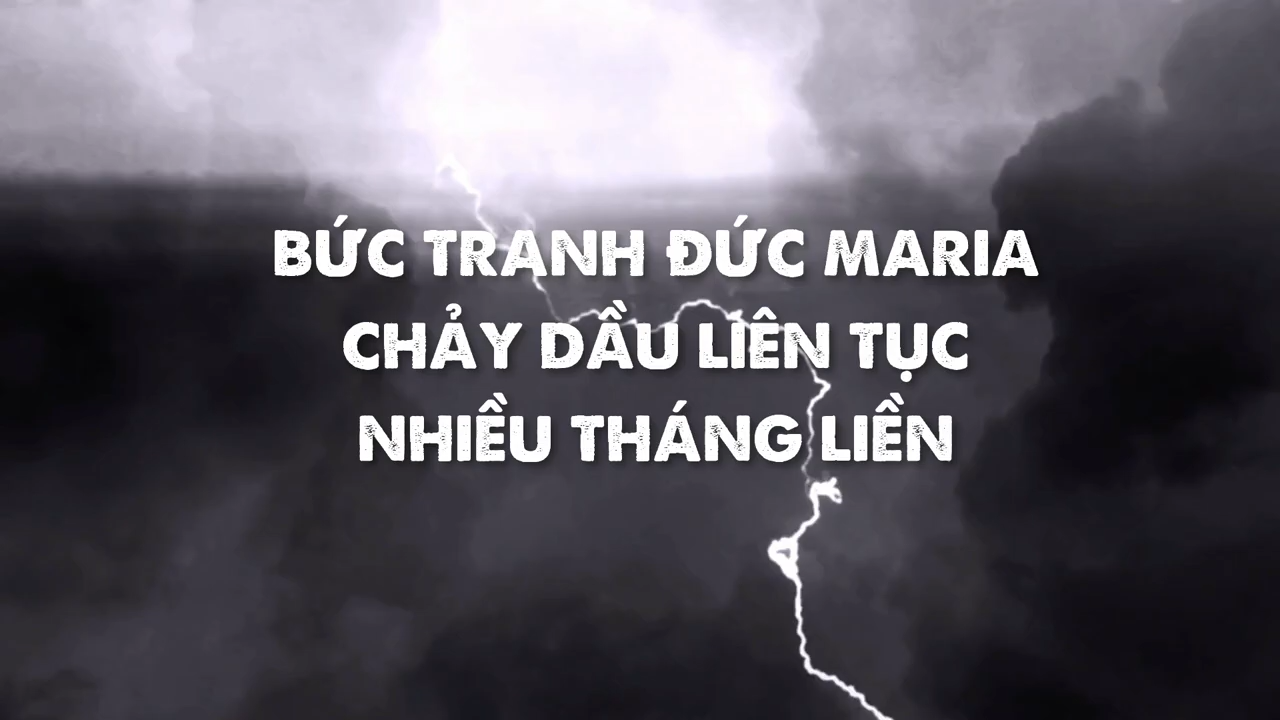 BỨC TRANH ĐỨC MARIA
CHẢY DẦU LIÊN TỤC
NHIỀU THÁNG LIỀN